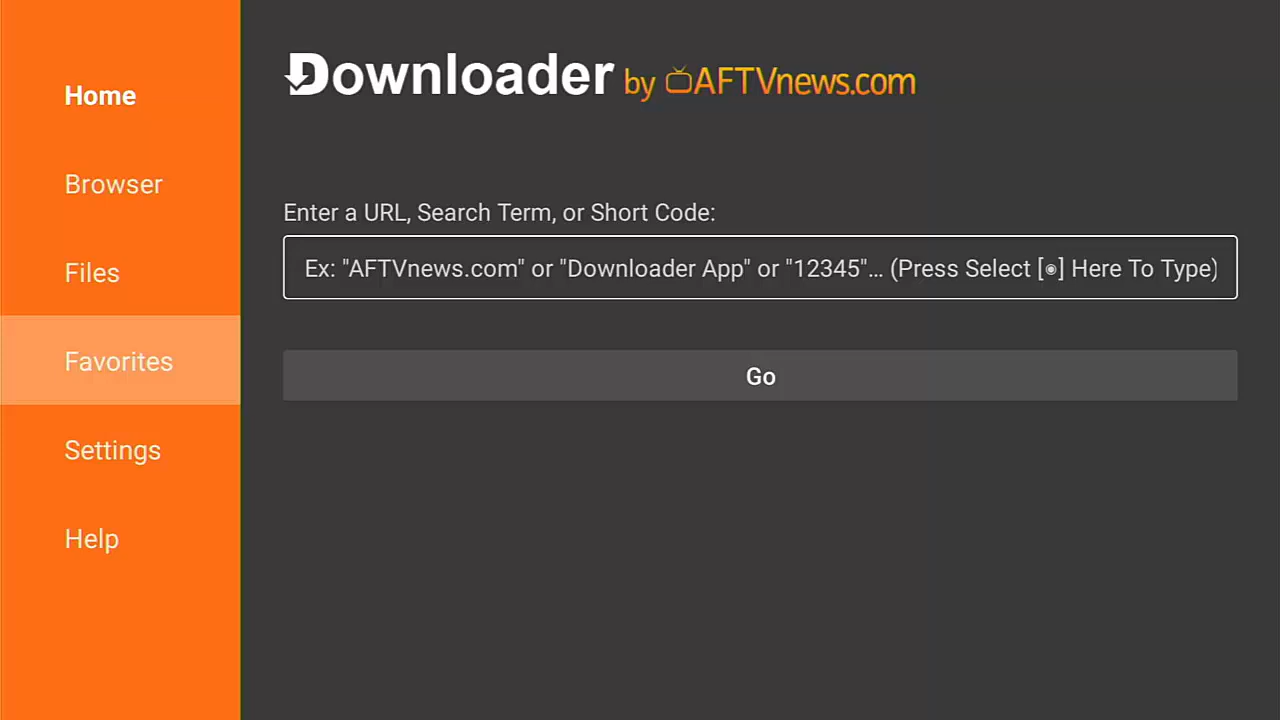 Home
Browser
Files
Favorites
Settings
Help
Downloader by AFTVnews.com
Enter a URL, Search Term, or Short Code:
Ex: "AFTVnews.com" or "Downloader App" or "12345"... (Press Select [◉] Here To Type)
Go